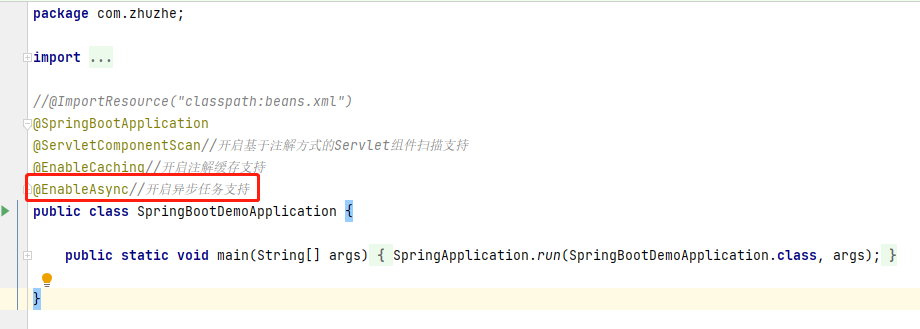 package com.zhuzhe;
import ...
//@ImportResource("classpath:beans.xml")
@SpringBootApplication
@ServletComponentScan//开启基于注解方式的Servlet组件扫描支持
@EnableCaching//开启注解缓存支持
@EnableAsync//开启异步任务支持
public class SpringBootDemoApplication {
public static void main(String[] args) { SpringApplication.run(SpringBootDemoApplication.class, args); }
}